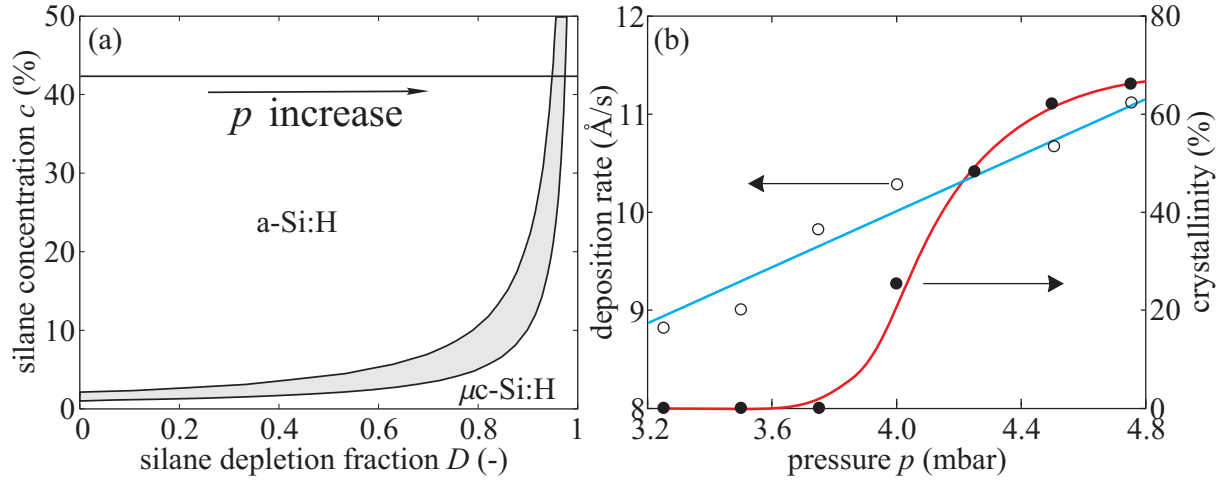 (a)
silane concentration c (%)
50
40
30
20
10
0
p increase
a-Si:H
μc-Si:H
0 0.2 0.4 0.6 0.8 1
silane depletion fraction D (-)
(b)
deposition rate (Å/s)
12
11
10
9
8
80
60
40
20
0
crystallinity (%)
3.2 3.6 4.0 4.4 4.8
pressure p (mbar)